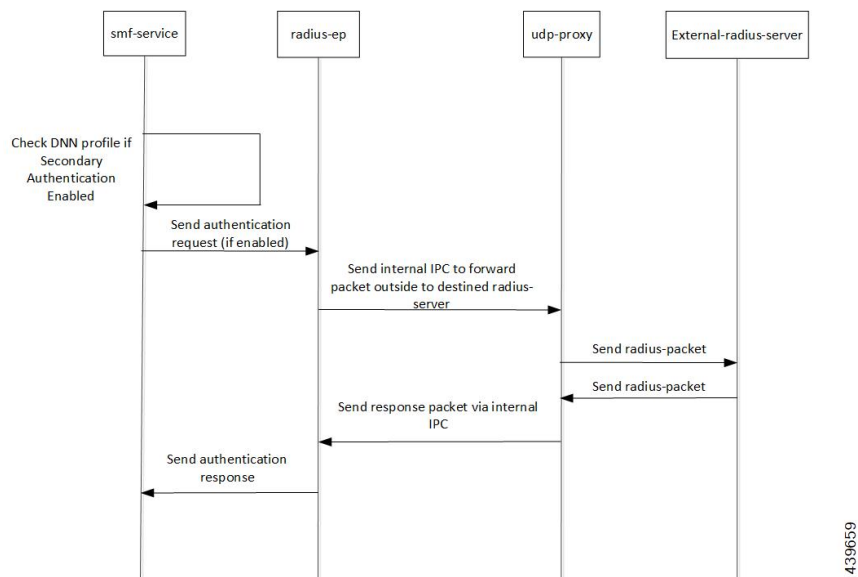 smf-service
radius-ep
udp-proxy
External-radius-server
Check DNN profile if
Secondary
Authentication
Enabled
Send authentication
request (if enabled)
Send internal IPC to forward
packet outside to destined radius-
server
Send radius-packet
Send radius-packet
Send response packet via internal
IPC
Send authentication
response
439659